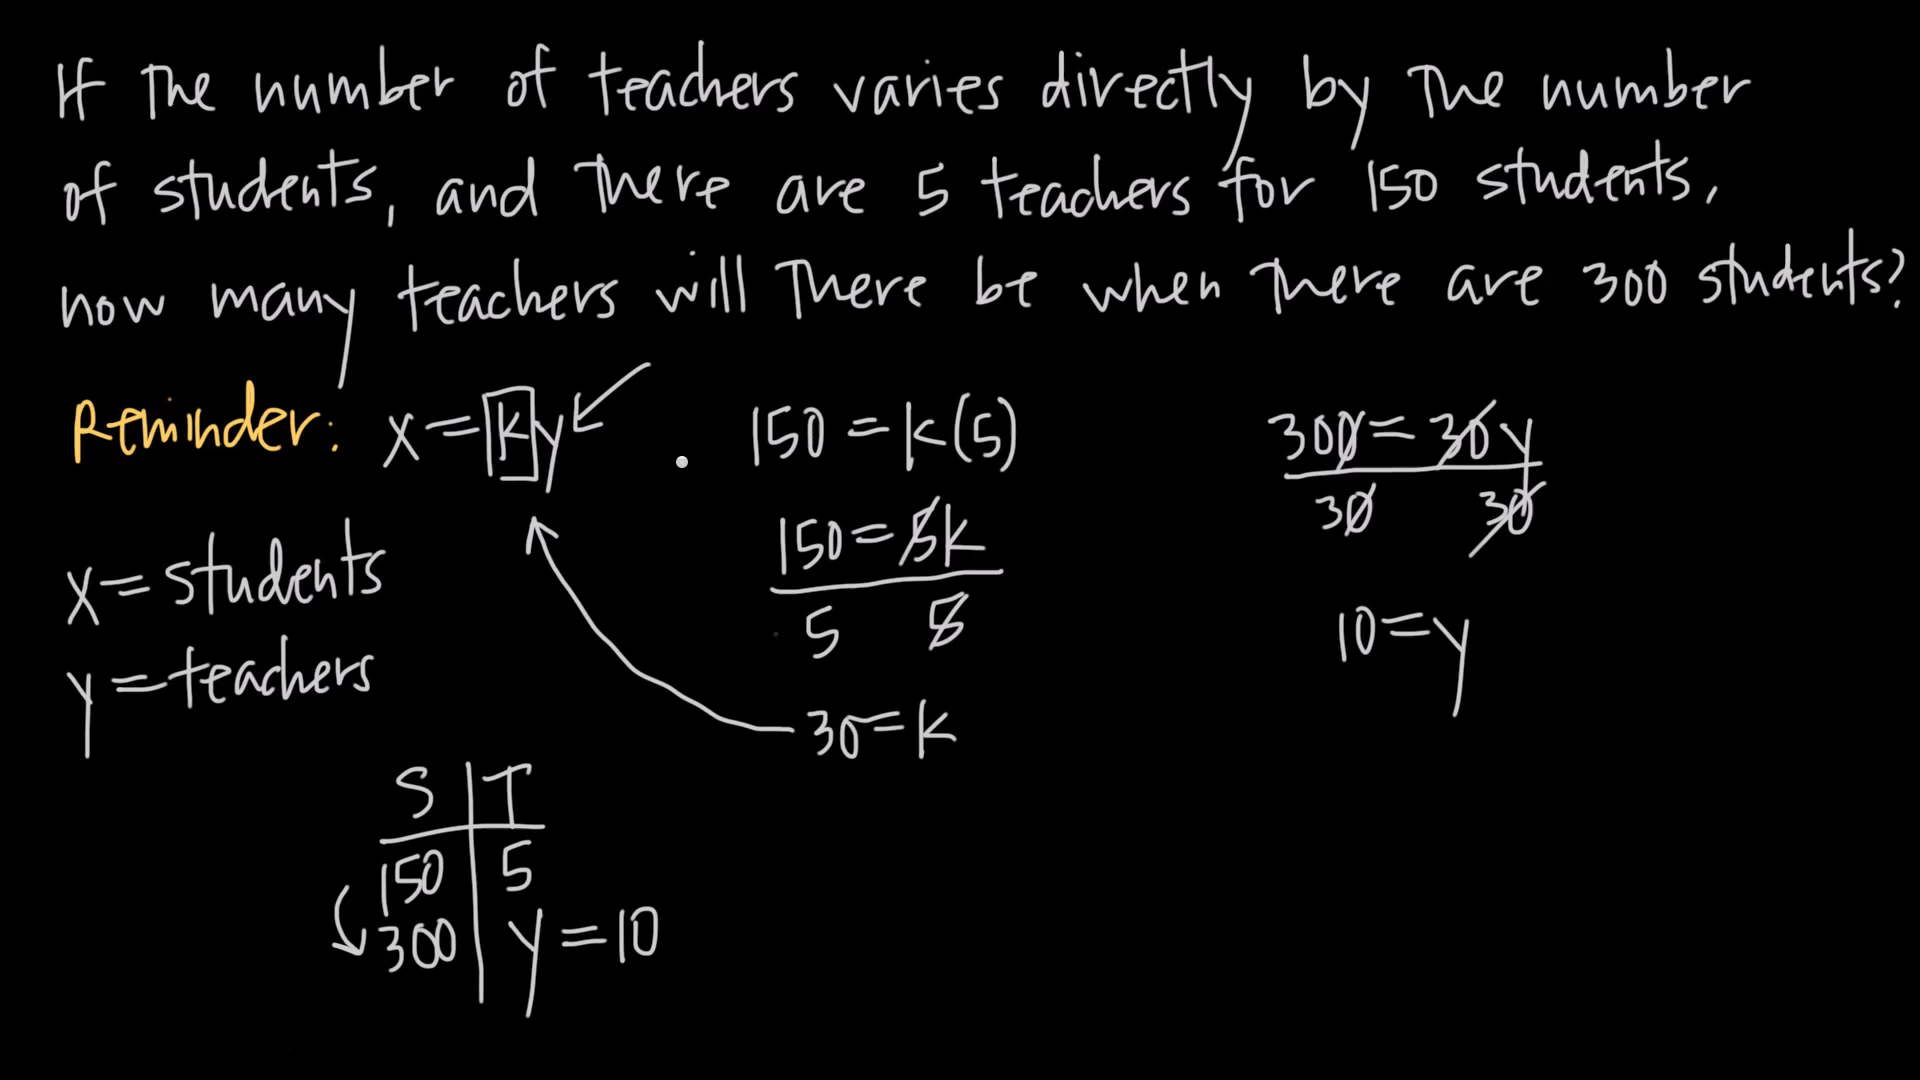 If the number of teachers varies directly by the number
of students, and there are 5 teachers for 150 students,
how many teachers will there be when there are 300 students?
Reminder: x = ky
x = students
y = teachers
S | T
150 | 5
300 | y = 10
150 = k(5)
150 = 5k
5 5
30 = k
300 = 30y
30 30
10 = y